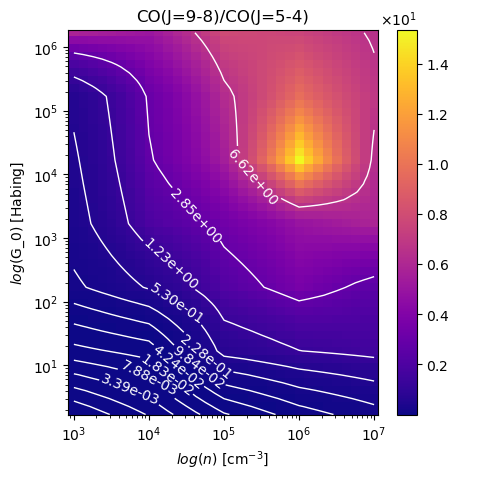 CO(J=9-8)/CO(J=5-4)
×10¹
10⁶
10⁵
10⁴
10³
10²
10¹
log(G_0) [Habing]
6.62e+00
2.85e+00
1.23e+00
5.30e-01
2.28e-01
9.84e-02
4.24e-02
1.83e-02
7.88e-03
3.39e-03
1.4
1.2
1.0
0.8
0.6
0.4
0.2
10³ 10⁴ 10⁵ 10⁶ 10⁷
log(n) [cm⁻³]